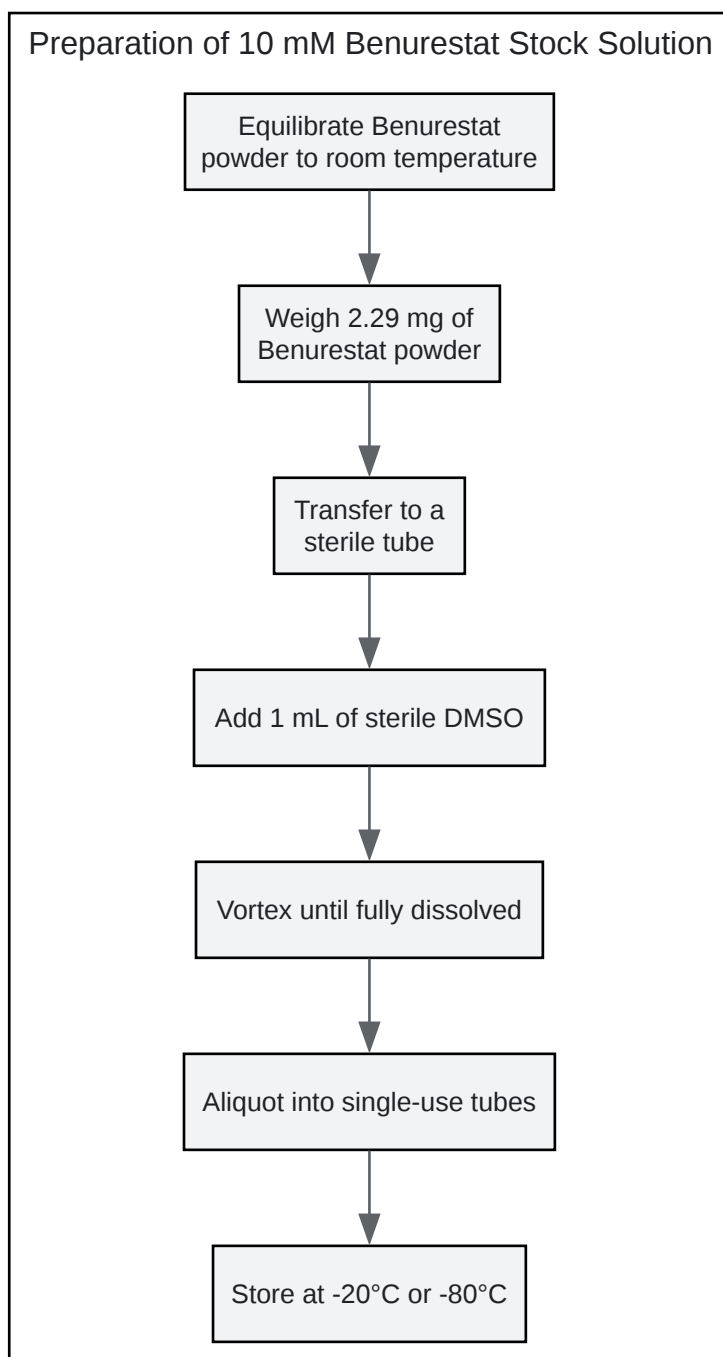 Preparation of 10 mM Benurestat Stock Solution
Equilibrate Benurestat
powder to room temperature
Weigh 2.29 mg of
Benurestat powder
Transfer to a
sterile tube
Add 1 mL of sterile DMSO
Vortex until fully dissolved
Aliquot into single-use tubes
Store at -20°C or -80°C